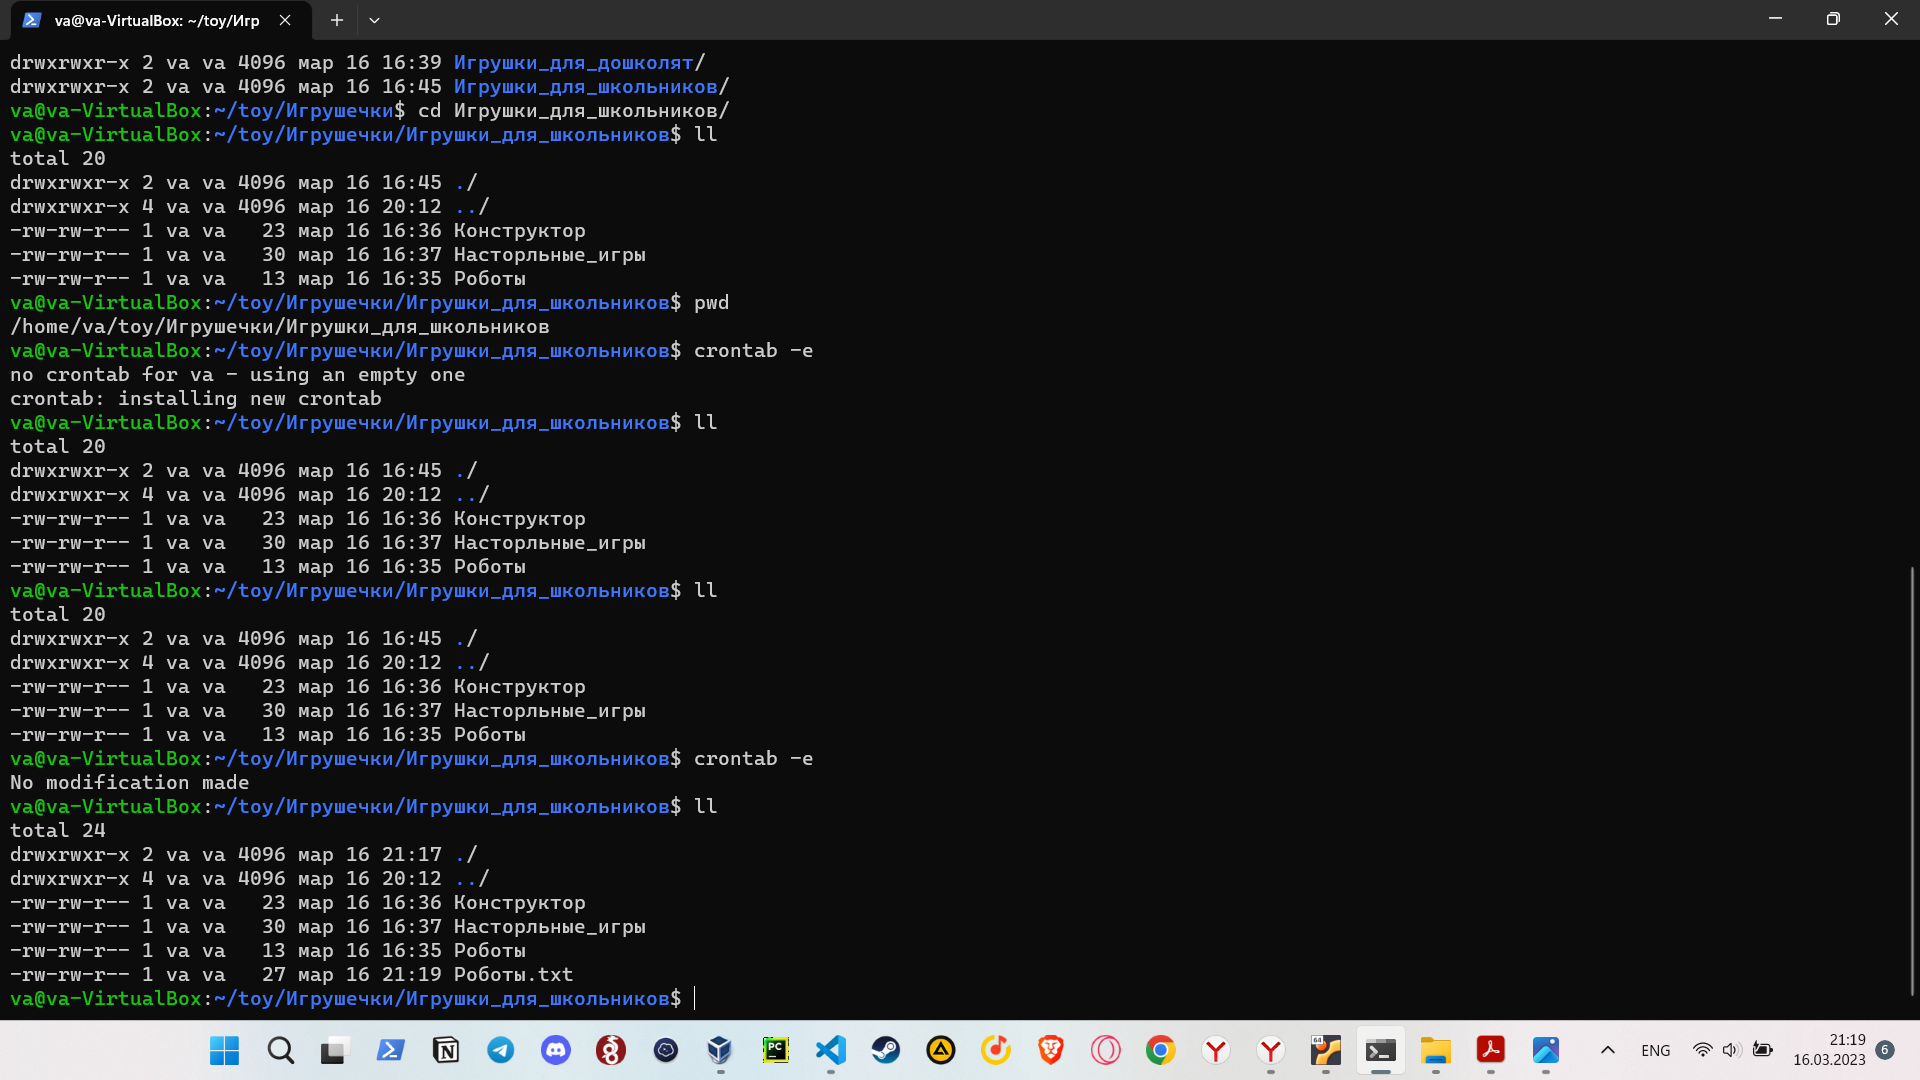 va@va-VirtualBox: ~/toy/Игр
drwxrwxr-x 2 va va 4096 мар 16 16:39 Игрушки_для_дошколят/
drwxrwxr-x 2 va va 4096 мар 16 16:45 Игрушки_для_школьников/
va@va-VirtualBox:~/toy/Игрушечки$ cd Игрушки_для_школьников/
va@va-VirtualBox:~/toy/Игрушечки/Игрушки_для_школьников$ ll
total 20
drwxrwxr-x 2 va va 4096 мар 16 16:45 ./
drwxrwxr-x 4 va va 4096 мар 16 20:12 ../
-rw-rw-r-- 1 va va   23 мар 16 16:36 Конструктор
-rw-rw-r-- 1 va va   30 мар 16 16:37 Насторльные_игры
-rw-rw-r-- 1 va va   13 мар 16 16:35 Роботы
va@va-VirtualBox:~/toy/Игрушечки/Игрушки_для_школьников$ pwd
/home/va/toy/Игрушечки/Игрушки_для_школьников
va@va-VirtualBox:~/toy/Игрушечки/Игрушки_для_школьников$ crontab -e
no crontab for va - using an empty one
crontab: installing new crontab
va@va-VirtualBox:~/toy/Игрушечки/Игрушки_для_школьников$ ll
total 20
drwxrwxr-x 2 va va 4096 мар 16 16:45 ./
drwxrwxr-x 4 va va 4096 мар 16 20:12 ../
-rw-rw-r-- 1 va va   23 мар 16 16:36 Конструктор
-rw-rw-r-- 1 va va   30 мар 16 16:37 Насторльные_игры
-rw-rw-r-- 1 va va   13 мар 16 16:35 Роботы
va@va-VirtualBox:~/toy/Игрушечки/Игрушки_для_школьников$ ll
total 20
drwxrwxr-x 2 va va 4096 мар 16 16:45 ./
drwxrwxr-x 4 va va 4096 мар 16 20:12 ../
-rw-rw-r-- 1 va va   23 мар 16 16:36 Конструктор
-rw-rw-r-- 1 va va   30 мар 16 16:37 Насторльные_игры
-rw-rw-r-- 1 va va   13 мар 16 16:35 Роботы
va@va-VirtualBox:~/toy/Игрушечки/Игрушки_для_школьников$ crontab -e
No modification made
va@va-VirtualBox:~/toy/Игрушечки/Игрушки_для_школьников$ ll
total 24
drwxrwxr-x 2 va va 4096 мар 16 21:17 ./
drwxrwxr-x 4 va va 4096 мар 16 20:12 ../
-rw-rw-r-- 1 va va   23 мар 16 16:36 Конструктор
-rw-rw-r-- 1 va va   30 мар 16 16:37 Насторльные_игры
-rw-rw-r-- 1 va va   13 мар 16 16:35 Роботы
-rw-rw-r-- 1 va va   27 мар 16 21:19 Роботы.txt
va@va-VirtualBox:~/toy/Игрушечки/Игрушки_для_школьников$
PC
64
ENG
21:19
16.03.2023
6